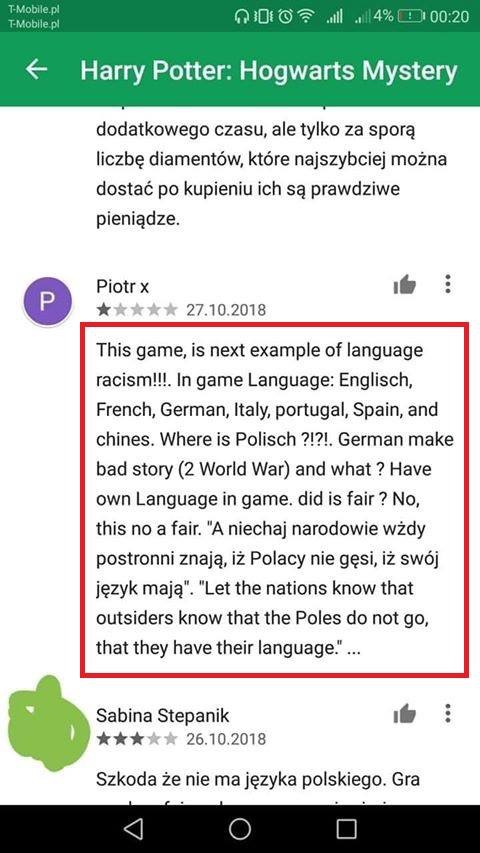 T-Mobile.pl
T-Mobile.pl
4%
00:20
Harry Potter: Hogwarts Mystery
dodatkowego czasu, ale tylko za sporą
liczbę diamentów, które najszybciej można
dostać po kupieniu ich są prawdziwe
pieniądze.
P
Piotr x
27.10.2018
This game, is next example of language
racism!!!. In game Language: Englisch,
French, German, Italy, portugal, Spain, and
chines. Where is Polisch ?!?!. German make
bad story (2 World War) and what ? Have
own Language in game. did is fair ? No,
this no a fair. "A niechaj narodowie wżdy
postronni znają, iż Polacy nie gęsi, iż swój
język mają". "Let the nations know that
outsiders know that the Poles do not go,
that they have their language." ...
Sabina Stepanik
26.10.2018
Szkoda że nie ma języka polskiego. Gra